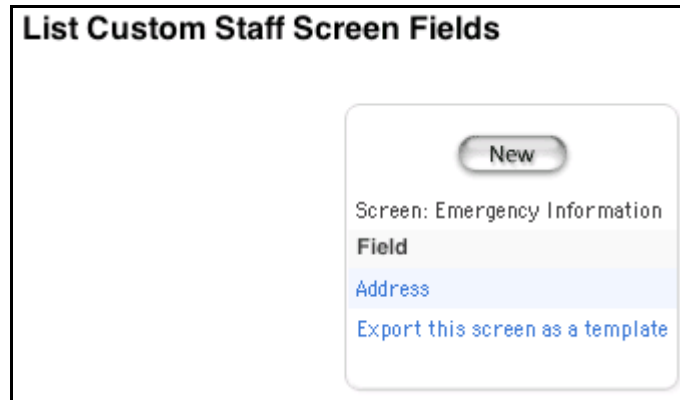 List Custom Staff Screen Fields
New
Screen: Emergency Information
Field
Address
Export this screen as a template